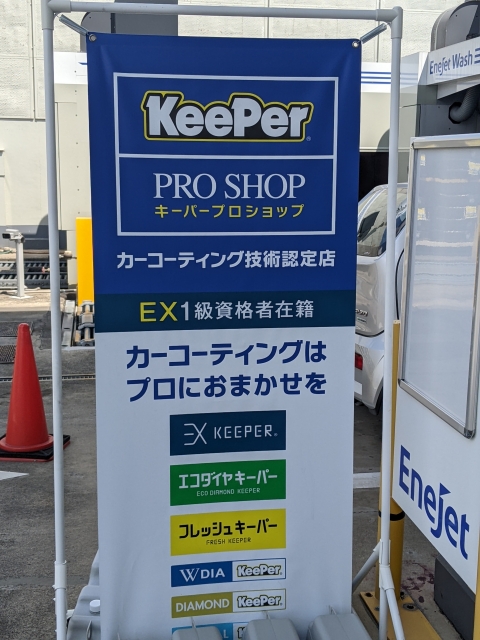 KeePer
PRO SHOP
キーパープロショップ
カーコーティング技術認定店
EX1級資格者在籍
カーコーティングは
プロにおまかせを
EX KEEPER
エコダイヤキーパー
ECO DIAMOND KEEPER
フレッシュキーパー
FRESH KEEPER
W DIA KeePer
DIAMOND KeePer
EneJet Wash
EneJet